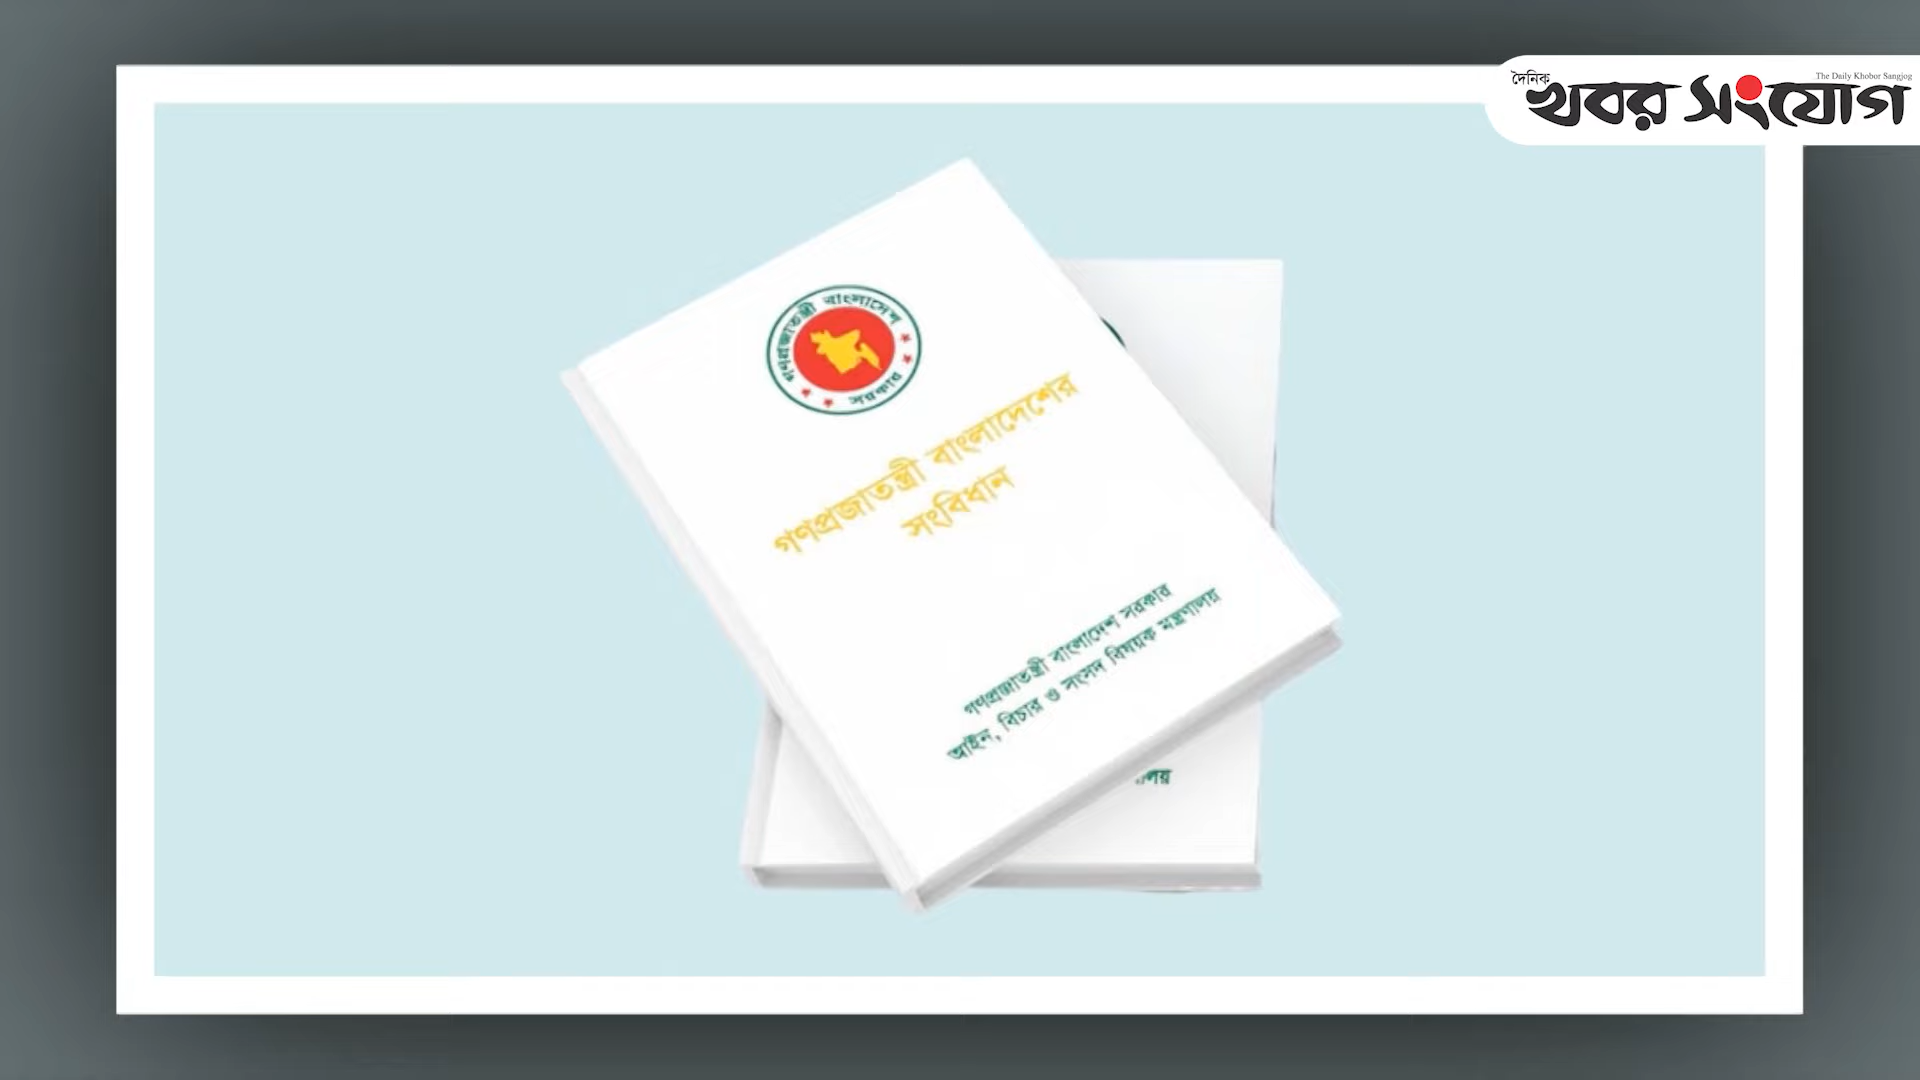 দৈনিক
The Daily Khobor Sangjog
খবর সংযোগ
গণপ্রজাতন্ত্রী বাংলাদেশ
সরকার
গণপ্রজাতন্ত্রী বাংলাদেশের
সংবিধান
গণপ্রজাতন্ত্রী বাংলাদেশ সরকার
আইন, বিচার ও সংসদ বিষয়ক মন্ত্রণালয়